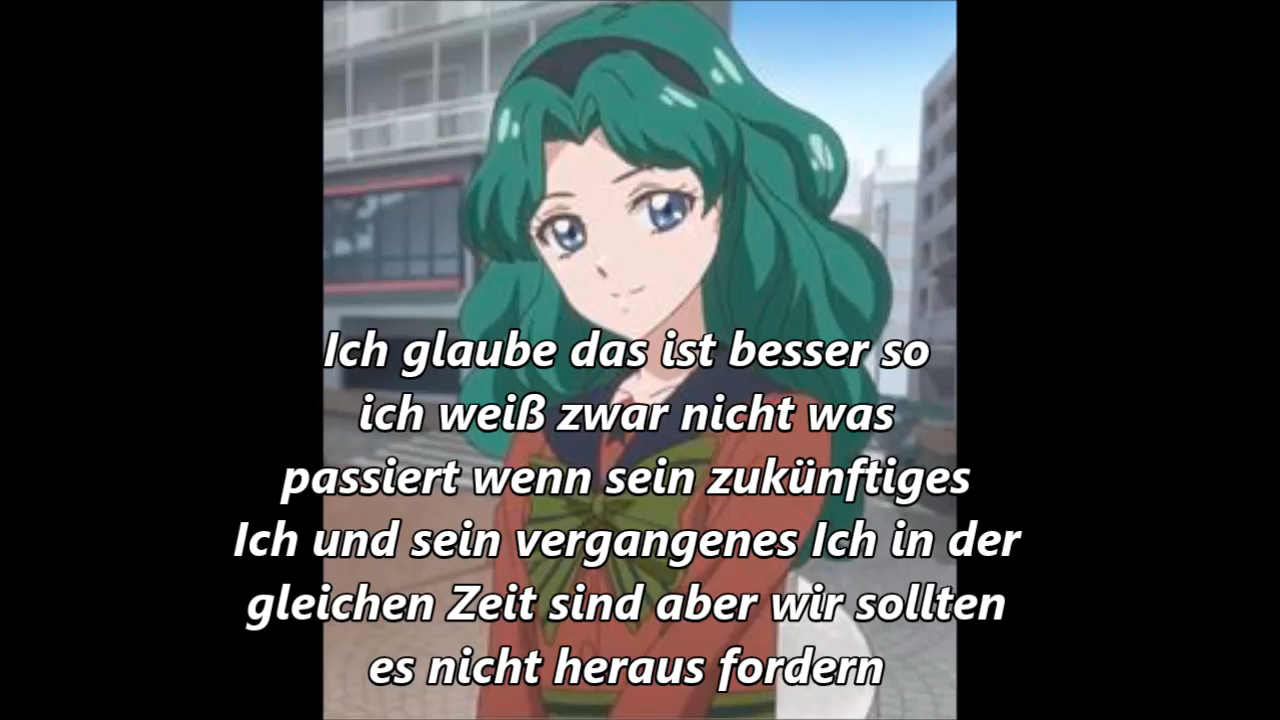 Ich glaube das ist besser so
ich weiß zwar nicht was
passiert wenn sein zukünftiges
Ich und sein vergangenes Ich in der
gleichen Zeit sind aber wir sollten
es nicht heraus fordern